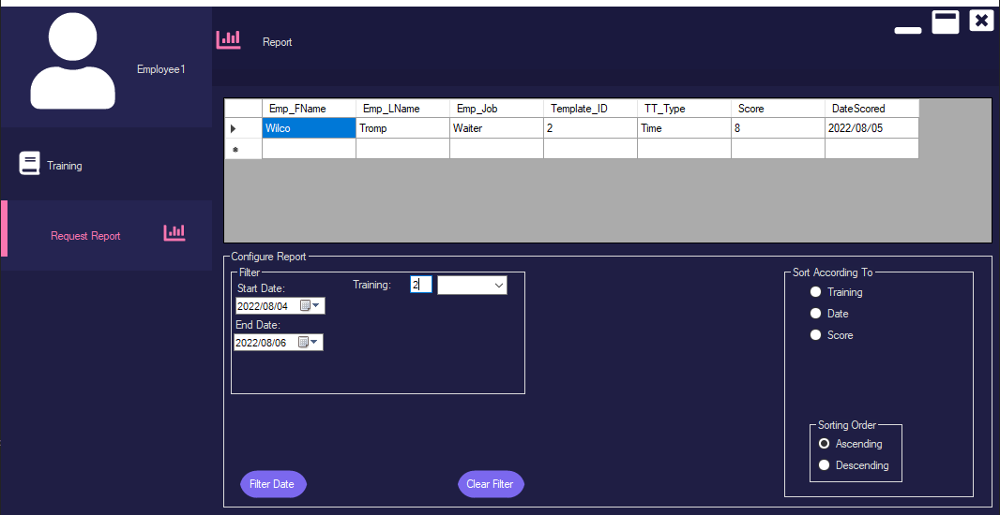 Report
Employee1
Training
Request Report
Emp_FName Emp_LName Emp_Job Template_ID TT_Type Score DateScored
Wilco Tromp Waiter 2 Time 8 2022/08/05
Configure Report
Filter
Start Date:
2022/08/04
End Date:
2022/08/06
Training: 2
Filter Date
Clear Filter
Sort According To
Training
Date
Score
Sorting Order
Ascending
Descending